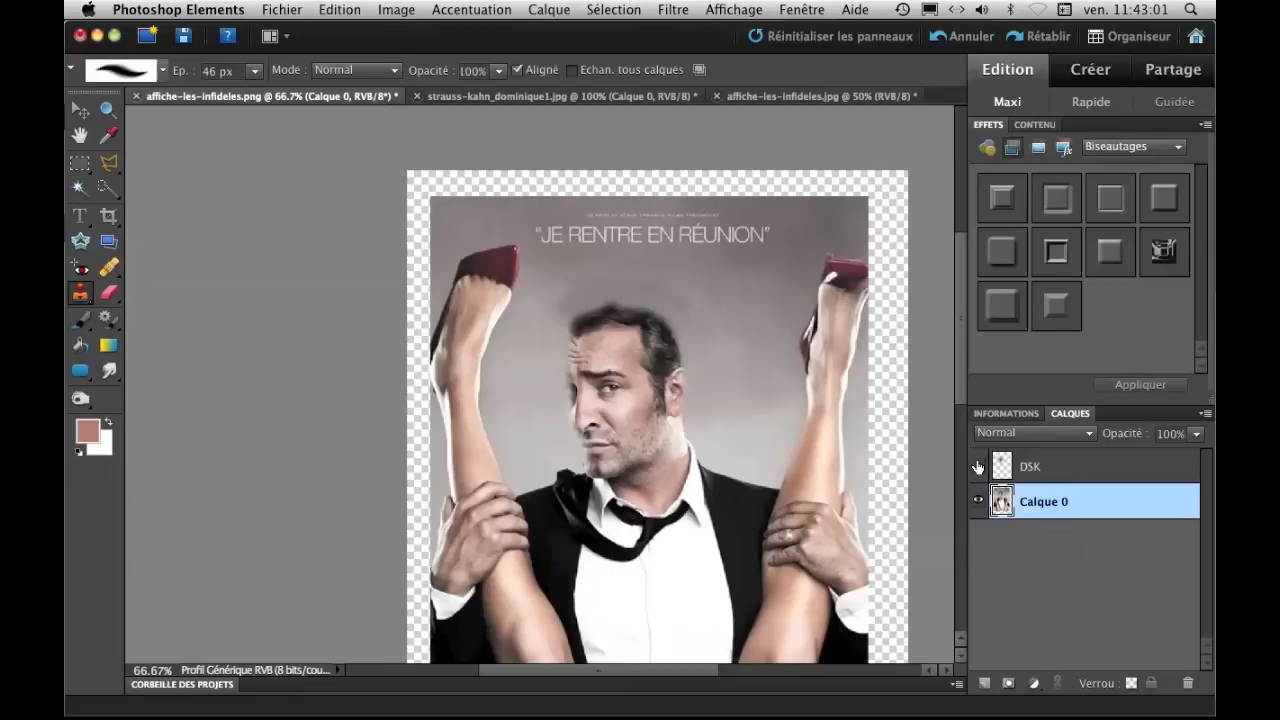 Photoshop Elements Fichier Edition Image Accentuation Calque Sélection Filtre Affichage Fenêtre Aide ven. 11:43:01
Réinitialiser les panneaux Annuler Rétablir Organiseur
Ep. : 46 px Mode : Normal Opacité : 100% Aligné Echan. tous calques
Edition Créer Partage
affiche-les-infideles.png @ 66.7% (Calque 0, RVB/8*) * strauss-kahn_dominique1.jpg @ 100% (Calque 0, RVB/8) * affiche-les-infideles.jpg @ 50% (RVB/8) *
Maxi Rapide Guidée
EFFETS CONTENU
Biseautages
"JE RENTRE EN RÉUNION"
Appliquer
INFORMATIONS CALQUES
Normal Opacité : 100%
DSK
Calque 0
66.67% Profil Générique RVB (8 bits/cou...
Verrou :
CORBEILLE DES PROJETS